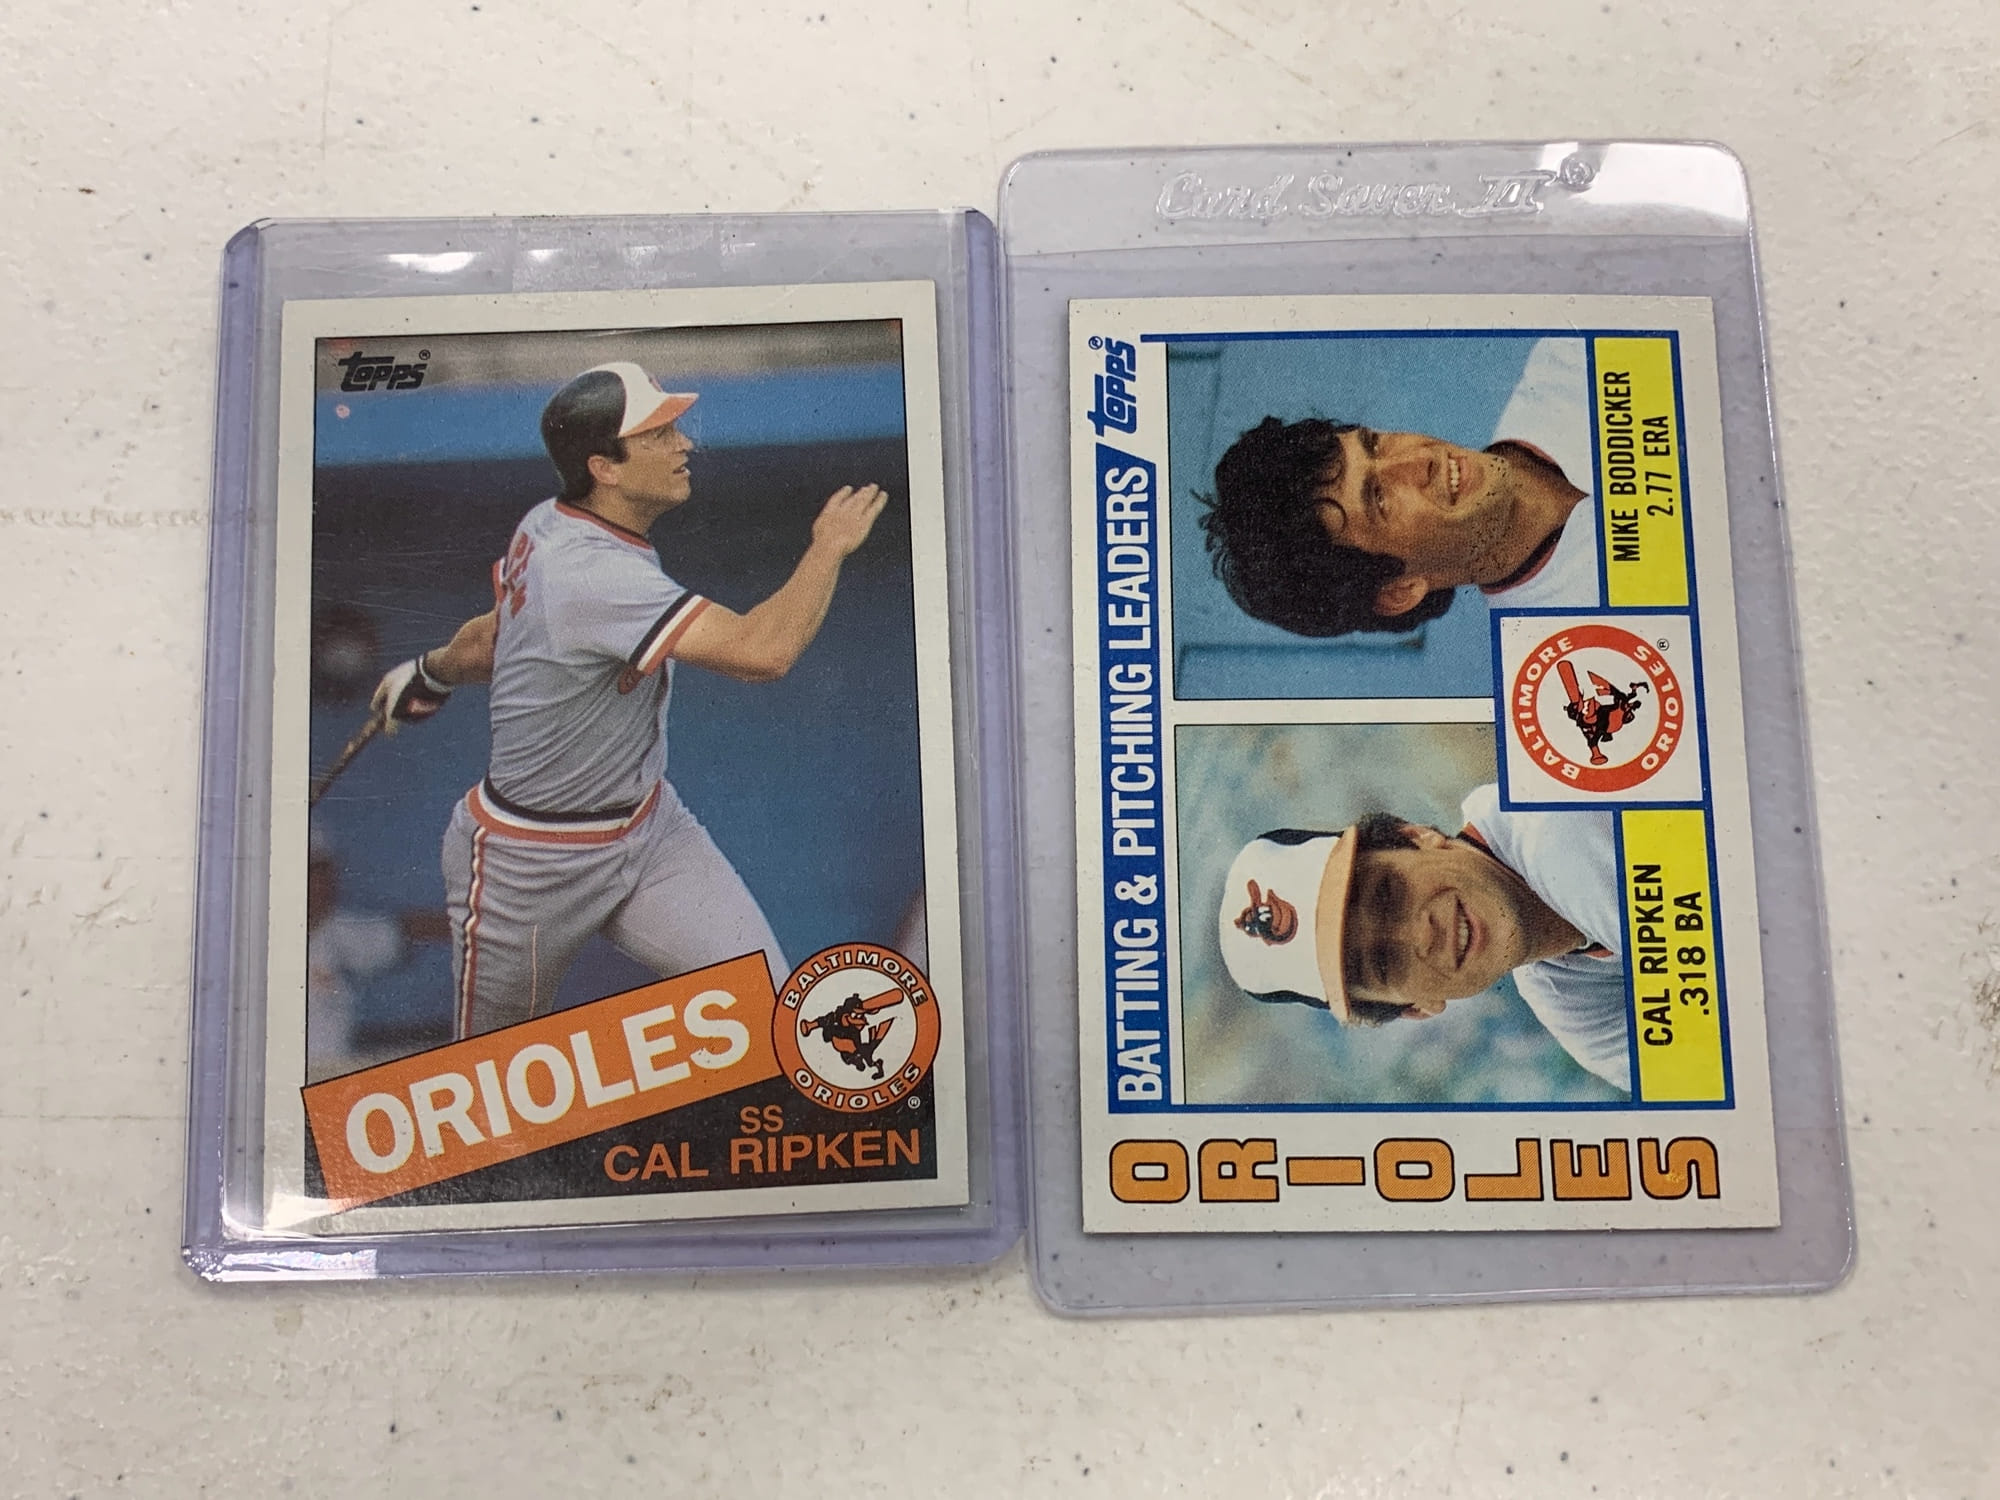 Topps®
ORIOLES
BALTIMORE
ORIOLES
®
SS
CAL RIPKEN
Card Saver III®
BATTING & PITCHING LEADERS/Topps®
MIKE BODDICKER
2.77 ERA
BALTIMORE
ORIOLES
®
CAL RIPKEN
.318 BA
ORIOLES